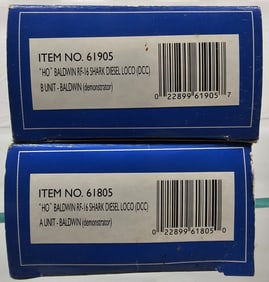 ITEM NO. 61905
"HO" BALDWIN RF-16 SHARK DIESEL LOCO (DCC)
B UNIT - BALDWIN (demonstrator)
0 22899 61905 7
ITEM NO. 61805
"HO" BALDWIN RF-16 SHARK DIESEL LOCO (DCC)
A UNIT - BALDWIN (demonstrator)
0 22899 61805 0